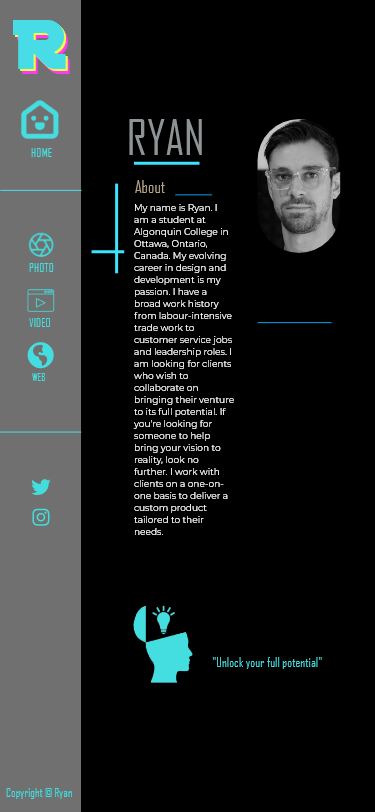 R
HOME
PHOTO
VIDEO
WEB
Copyright © Ryan
RYAN
About
My name is Ryan. I
am a student at
Algonquin College in
Ottawa, Ontario,
Canada. My evolving
career in design and
development is my
passion. I have a
broad work history
from labour-intensive
trade work to
customer service jobs
and leadership roles. I
am looking for clients
who wish to
collaborate on
bringing their venture
to its full potential. If
you're looking for
someone to help
bring your vision to
reality, look no
further. I work with
clients on a one-on-
one basis to deliver a
custom product
tailored to their
needs.
"Unlock your full potential"